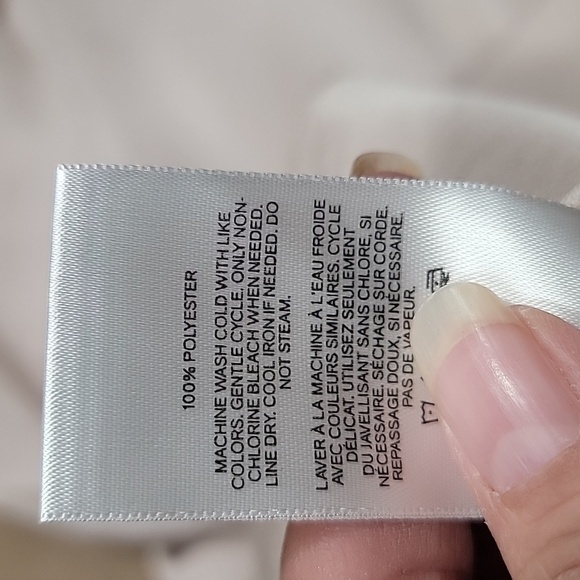 100% POLYESTER
MACHINE WASH COLD WITH LIKE
COLORS. GENTLE CYCLE. ONLY NON-
CHLORINE BLEACH WHEN NEEDED.
LINE DRY. COOL IRON IF NEEDED. DO
NOT STEAM.
LAVER À LA MACHINE À L'EAU FROIDE
AVEC COULEURS SIMILAIRES. CYCLE
DÉLICAT. UTILISEZ SEULEMENT
DU JAVELLISANT SANS CHLORE, SI
NÉCESSAIRE. SÉCHAGE SUR CORDE.
REPASSAGE DOUX, SI NÉCESSAIRE.
PAS DE VAPEUR.